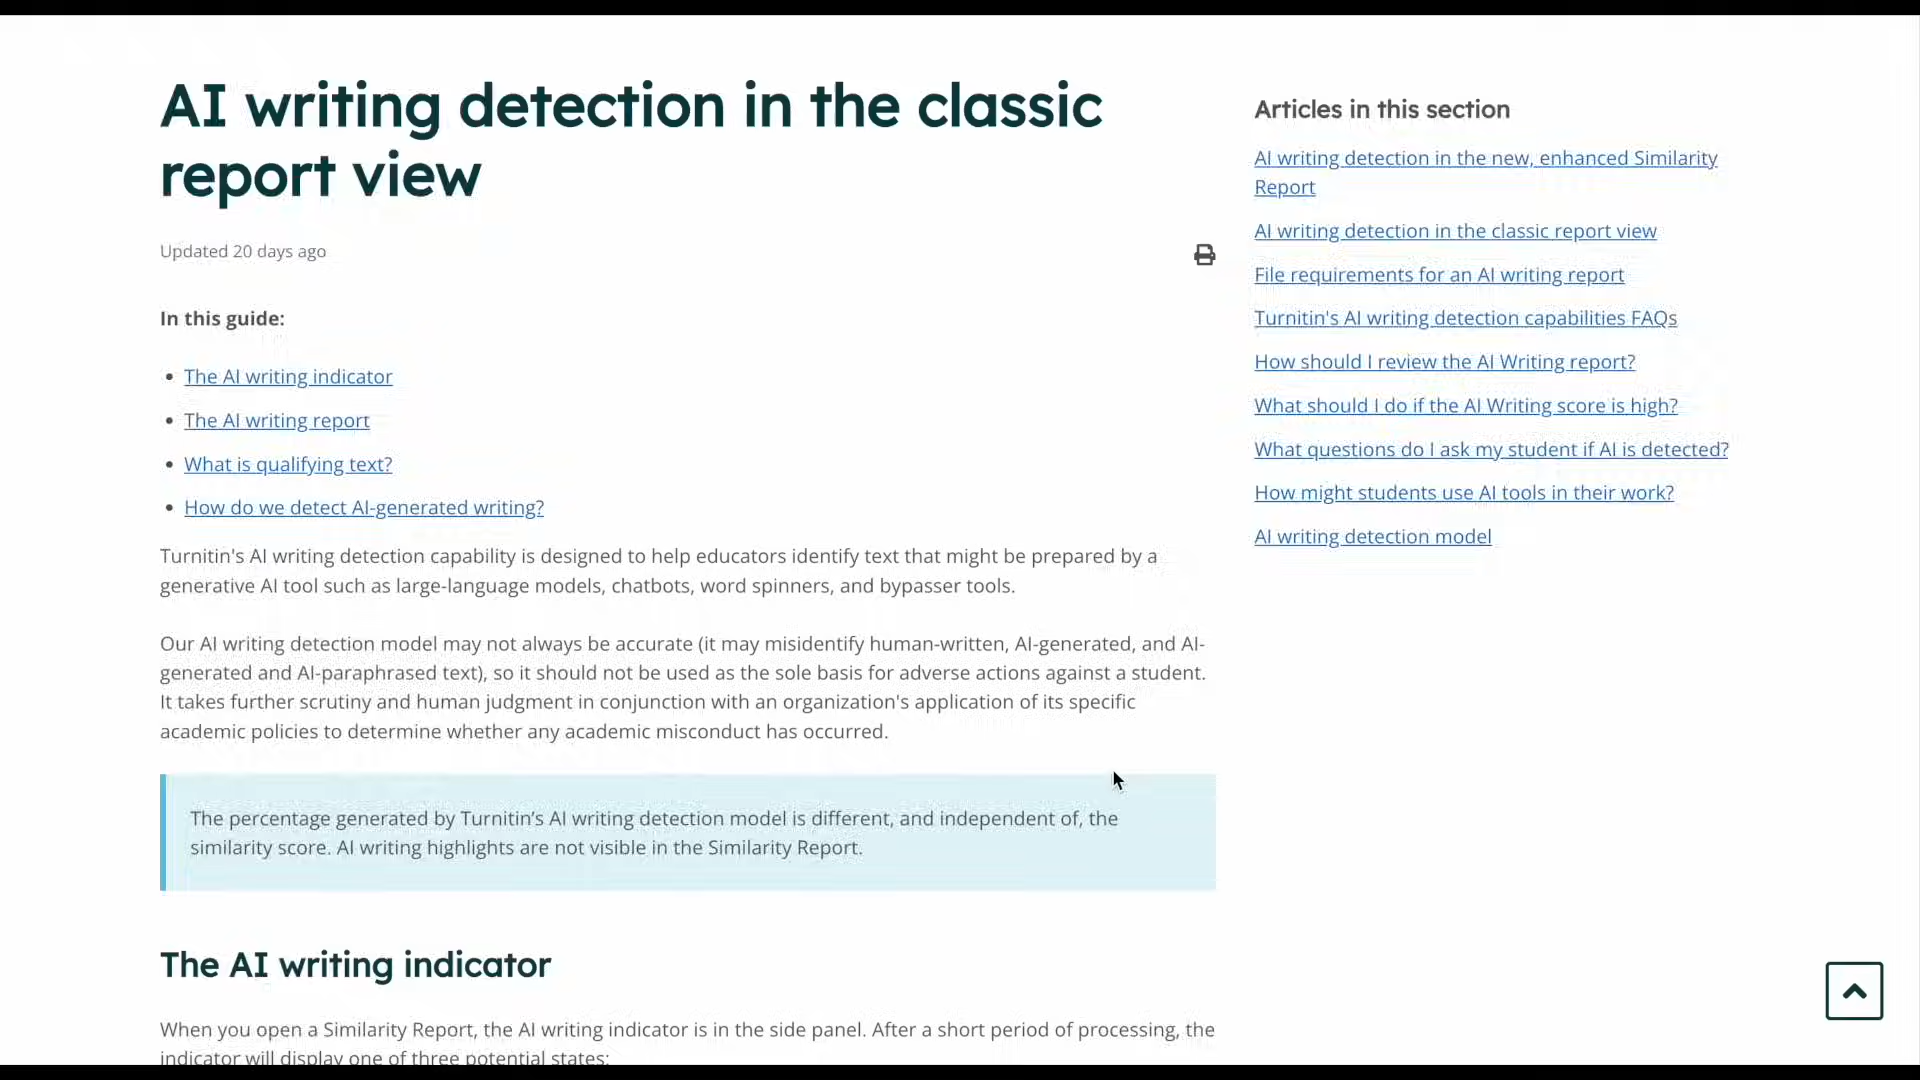 AI writing detection in the classic
report view
Updated 20 days ago
In this guide:
The AI writing indicator
The AI writing report
What is qualifying text?
How do we detect AI-generated writing?
Turnitin's AI writing detection capability is designed to help educators identify text that might be prepared by a
generative AI tool such as large-language models, chatbots, word spinners, and bypasser tools.
Our AI writing detection model may not always be accurate (it may misidentify human-written, AI-generated, and AI-
generated and AI-paraphrased text), so it should not be used as the sole basis for adverse actions against a student.
It takes further scrutiny and human judgment in conjunction with an organization's application of its specific
academic policies to determine whether any academic misconduct has occurred.
The percentage generated by Turnitin’s AI writing detection model is different, and independent of, the
similarity score. AI writing highlights are not visible in the Similarity Report.
The AI writing indicator
When you open a Similarity Report, the AI writing indicator is in the side panel. After a short period of processing, the
indicator will display one of three potential states:
Articles in this section
AI writing detection in the new, enhanced Similarity
Report
AI writing detection in the classic report view
File requirements for an AI writing report
Turnitin's AI writing detection capabilities FAQs
How should I review the AI Writing report?
What should I do if the AI Writing score is high?
What questions do I ask my student if AI is detected?
How might students use AI tools in their work?
AI writing detection model